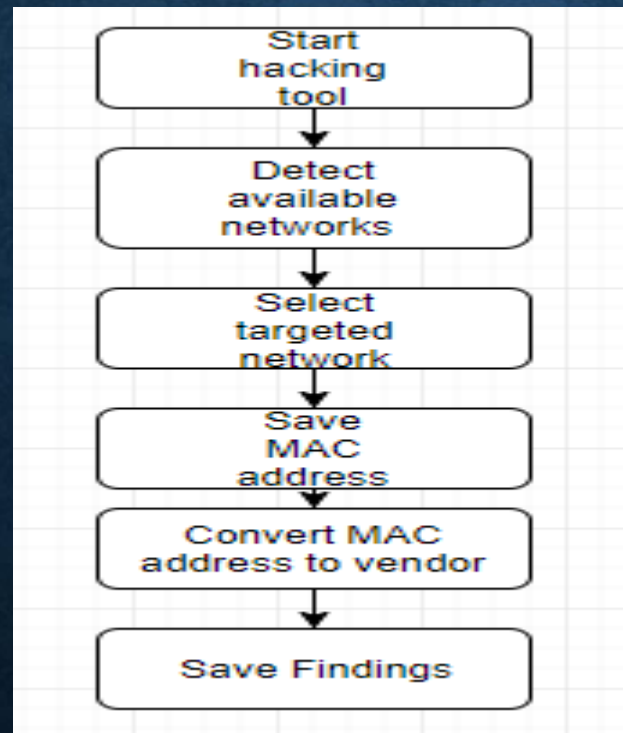 Start
hacking
tool
Detect
available
networks
Select
targeted
network
Save
MAC
address
Convert MAC
address to vendor
Save Findings